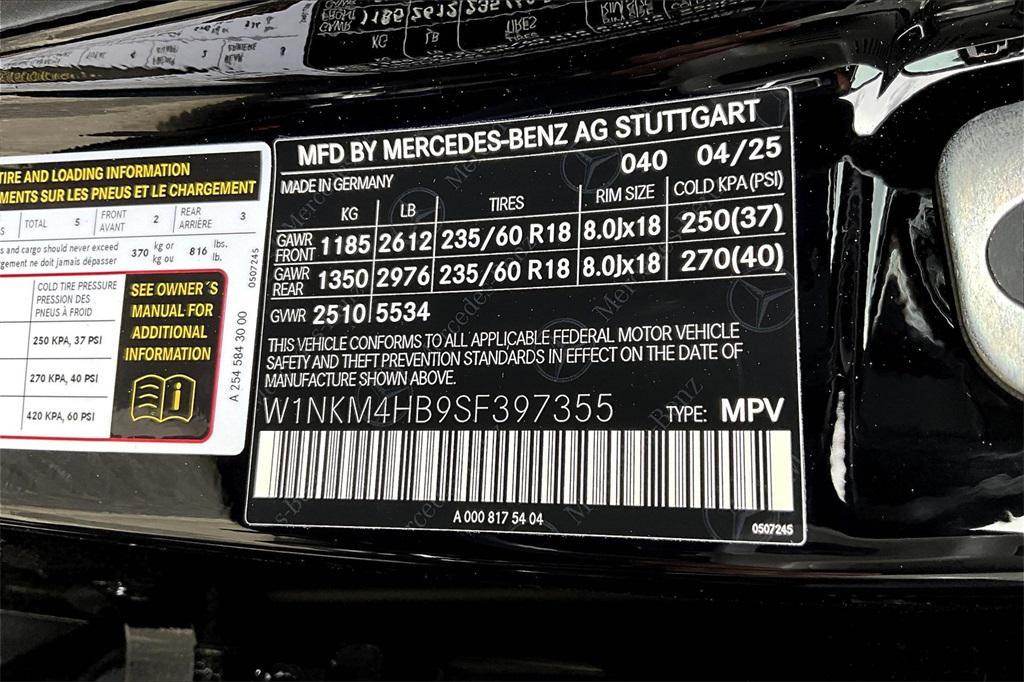 TIRE AND LOADING INFORMATION
MENTS SUR LES PNEUS ET LE CHARGEMENT
TOTAL 5 FRONT AVANT 2 REAR ARRIÈRE 3
s and cargo should never exceed
gement ne doit jamais dépasser 370 kg or ou 816 lbs. lb.
COLD TIRE PRESSURE
PRESSION DES
PNEUS À FROID
250 KPA, 37 PSI
270 KPA, 40 PSI
420 KPA, 60 PSI
SEE OWNER´S
MANUAL FOR
ADDITIONAL
INFORMATION
0507245
A 254 584 30 00
MFD BY MERCEDES-BENZ AG STUTTGART
MADE IN GERMANY 040 04/25
KG LB TIRES RIM SIZE COLD KPA (PSI)
GAWR FRONT 1185 2612 235/60 R18 8.0Jx18 250(37)
GAWR REAR 1350 2976 235/60 R18 8.0Jx18 270(40)
GVWR 2510 5534
THIS VEHICLE CONFORMS TO ALL APPLICABLE FEDERAL MOTOR VEHICLE
SAFETY AND THEFT PREVENTION STANDARDS IN EFFECT ON THE DATE OF
MANUFACTURE SHOWN ABOVE.
W1NKM4HB9SF397355 TYPE: MPV
A 000 817 54 04
0507245